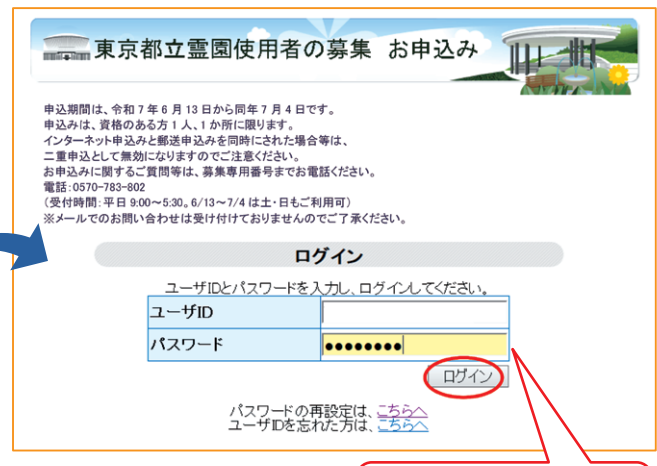 東京都立霊園使用者の募集 お申込み
申込期間は、令和7年6月13日から同年7月4日です。
申込みは、資格のある方1人、1か所に限ります。
インターネット申込みと郵送申込みを同時にされた場合等は、
二重申込として無効になりますのでご注意ください。
お申込みに関するご質問等は、募集専用番号までお電話ください。
電話:0570-783-802
(受付時間:平日 9:00~5:30。6/13~7/4は土・日もご利用可)
※メールでのお問い合わせは受け付けておりませんのでご了承ください。
ログイン
ユーザIDとパスワードを入力し、ログインしてください。
ユーザID
パスワード ●●●●●●●●
ログイン
パスワードの再設定は、こちらへ
ユーザIDを忘れた方は、こちらへ